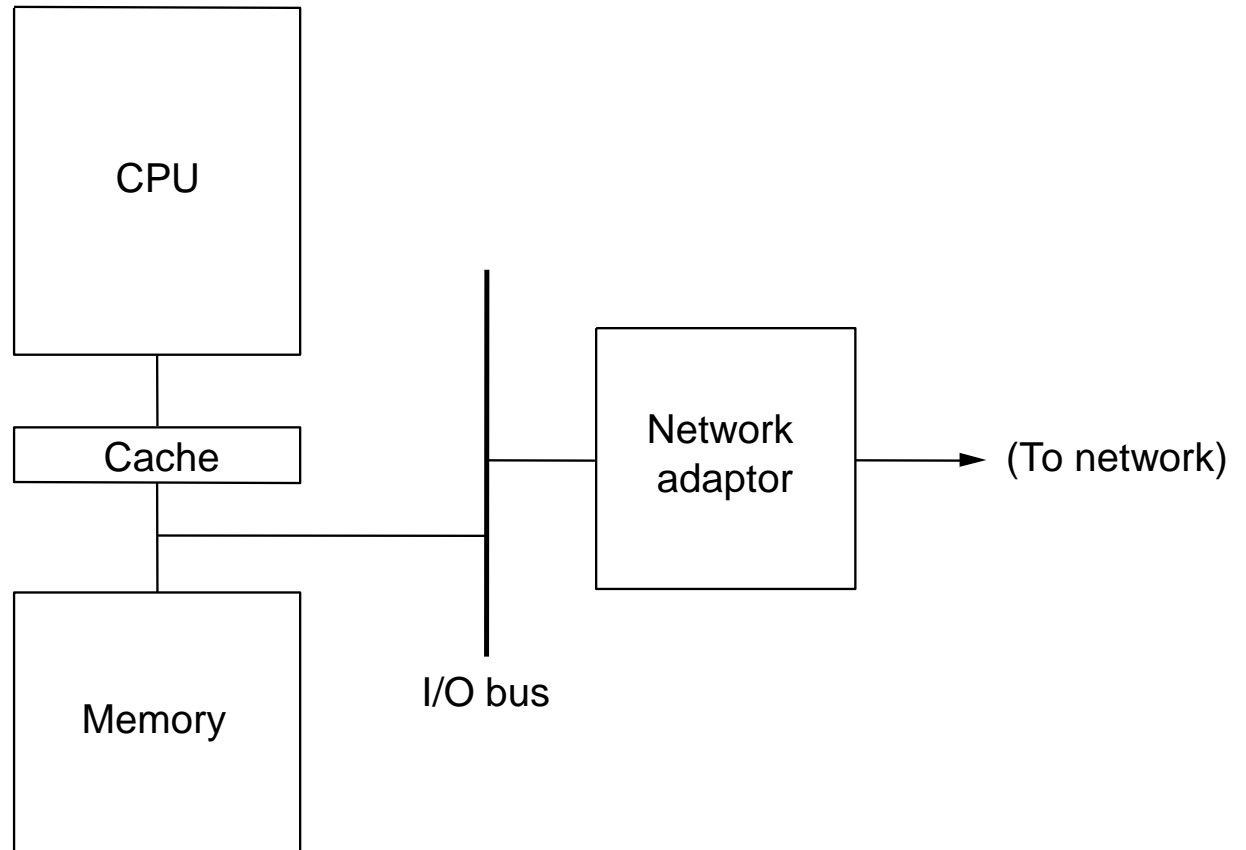 CPU
Cache
Memory
I/O bus
Network
adaptor
(To network)